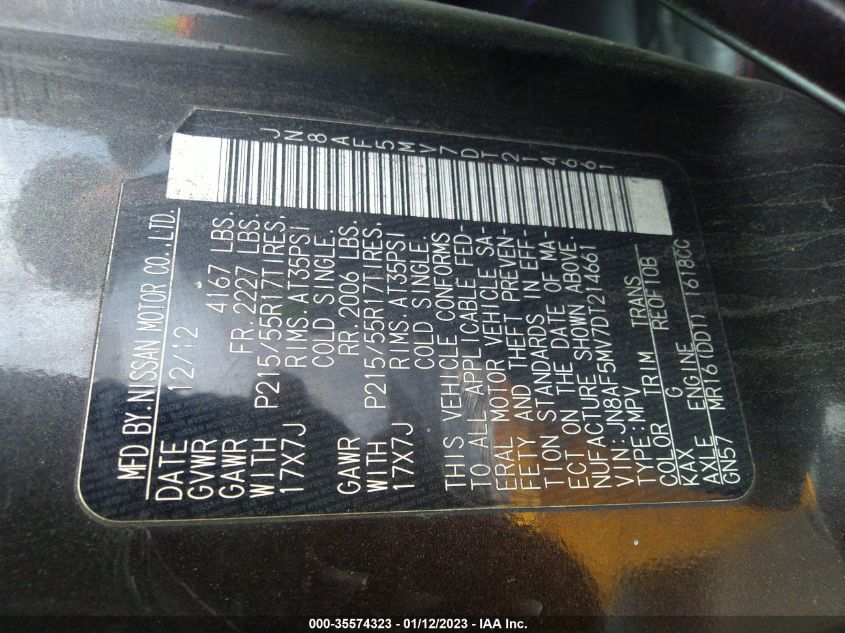 JN8AF5MV7DT214661
MFD BY. NISSAN MOTOR CO., LTD.
DATE 12/12
GVWR 4167 LBS.
GAWR FR. 2227 LBS.
WITH P215/55R17TIRES,
17X7J RIMS. AT35PSI
COLD SINGLE.
GAWR RR. 2006 LBS.
WITH P215/55R17TIRES,
17X7J RIMS. AT35PSI
COLD SINGLE.
THIS VEHICLE CONFORMS
TO ALL APPLICABLE FED-
ERAL MOTOR VEHICLE SA-
FETY AND THEFT PREVEN-
TION STANDARDS IN EFF-
ECT ON THE DATE OF MA-
NUFACTURE SHOWN ABOVE.
VIN: JN8AF5MV7DT214661
TYPE: MPV
COLOR TRIM TRANS
KAX G RE0F10B
AXLE ENGINE
GN57 MR16 (DDT) 1618CC
000-35574323 - 01/12/2023 - IAA Inc.